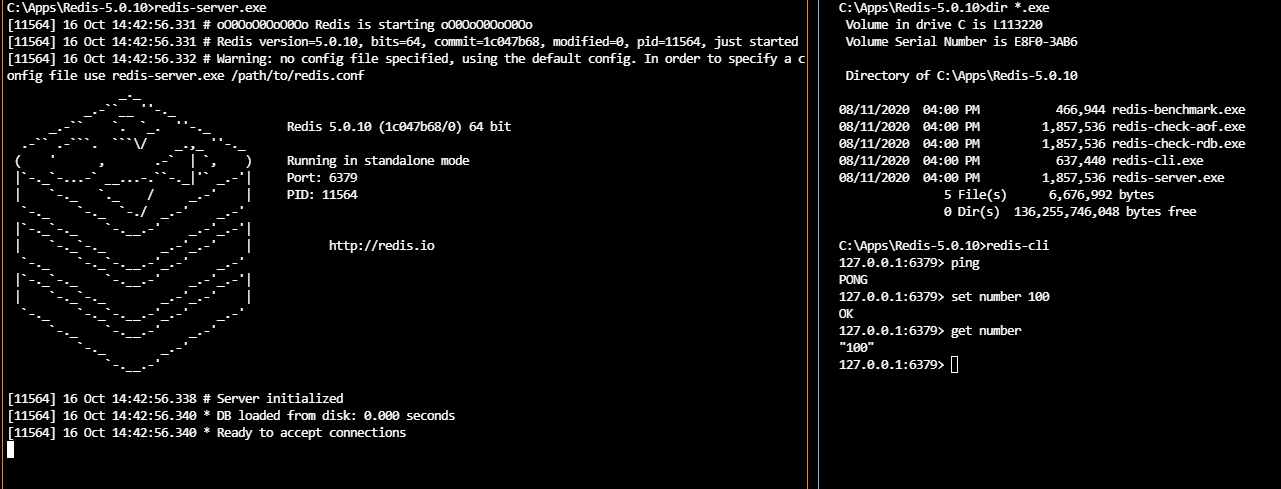 C:\Apps\Redis-5.0.10>redis-server.exe
[11564] 16 Oct 14:42:56.331 # oO0OoO0OoO0Oo Redis is starting oO0OoO0OoO0Oo
[11564] 16 Oct 14:42:56.331 # Redis version=5.0.10, bits=64, commit=1c047b68, modified=0, pid=11564, just started
[11564] 16 Oct 14:42:56.332 # Warning: no config file specified, using the default config. In order to specify a c
onfig file use redis-server.exe /path/to/redis.conf
Redis 5.0.10 (1c047b68/0) 64 bit
Running in standalone mode
Port: 6379
PID: 11564
http://redis.io
[11564] 16 Oct 14:42:56.338 # Server initialized
[11564] 16 Oct 14:42:56.340 * DB loaded from disk: 0.000 seconds
[11564] 16 Oct 14:42:56.340 * Ready to accept connections
C:\Apps\Redis-5.0.10>dir *.exe
Volume in drive C is L113220
Volume Serial Number is E8F0-3AB6
Directory of C:\Apps\Redis-5.0.10
08/11/2020  04:00 PM           466,944 redis-benchmark.exe
08/11/2020  04:00 PM         1,857,536 redis-check-aof.exe
08/11/2020  04:00 PM         1,857,536 redis-check-rdb.exe
08/11/2020  04:00 PM           637,440 redis-cli.exe
08/11/2020  04:00 PM         1,857,536 redis-server.exe
5 File(s)      6,676,992 bytes
0 Dir(s)  136,255,746,048 bytes free
C:\Apps\Redis-5.0.10>redis-cli
127.0.0.1:6379> ping
PONG
127.0.0.1:6379> set number 100
OK
127.0.0.1:6379> get number
"100"
127.0.0.1:6379>